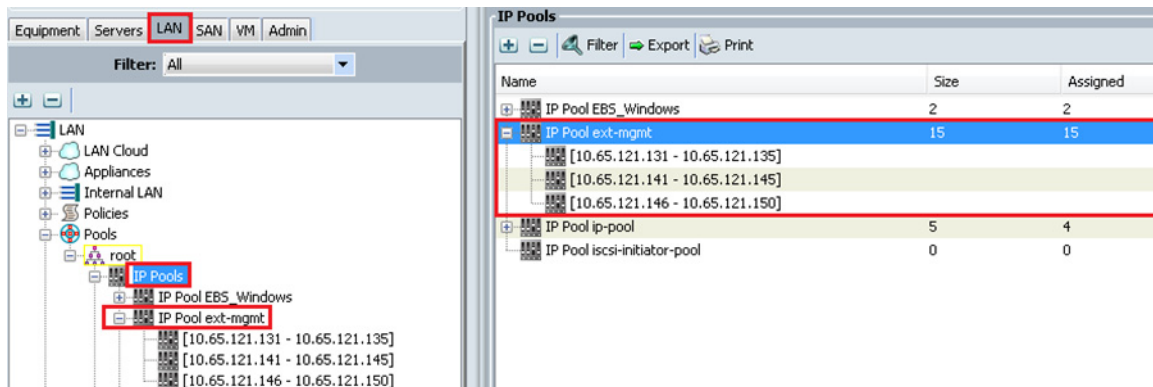 Equipment Servers LAN SAN VM Admin
Filter: All
LAN
LAN Cloud
Appliances
Internal LAN
Policies
Pools
root
IP Pools
IP Pool EBS_Windows
IP Pool ext-mgmt
[10.65.121.131 - 10.65.121.135]
[10.65.121.141 - 10.65.121.145]
[10.65.121.146 - 10.65.121.150]
IP Pools
Filter Export Print
Name Size Assigned
IP Pool EBS_Windows 2 2
IP Pool ext-mgmt 15 15
[10.65.121.131 - 10.65.121.135]
[10.65.121.141 - 10.65.121.145]
[10.65.121.146 - 10.65.121.150]
IP Pool ip-pool 5 4
IP Pool iscsi-initiator-pool 0 0